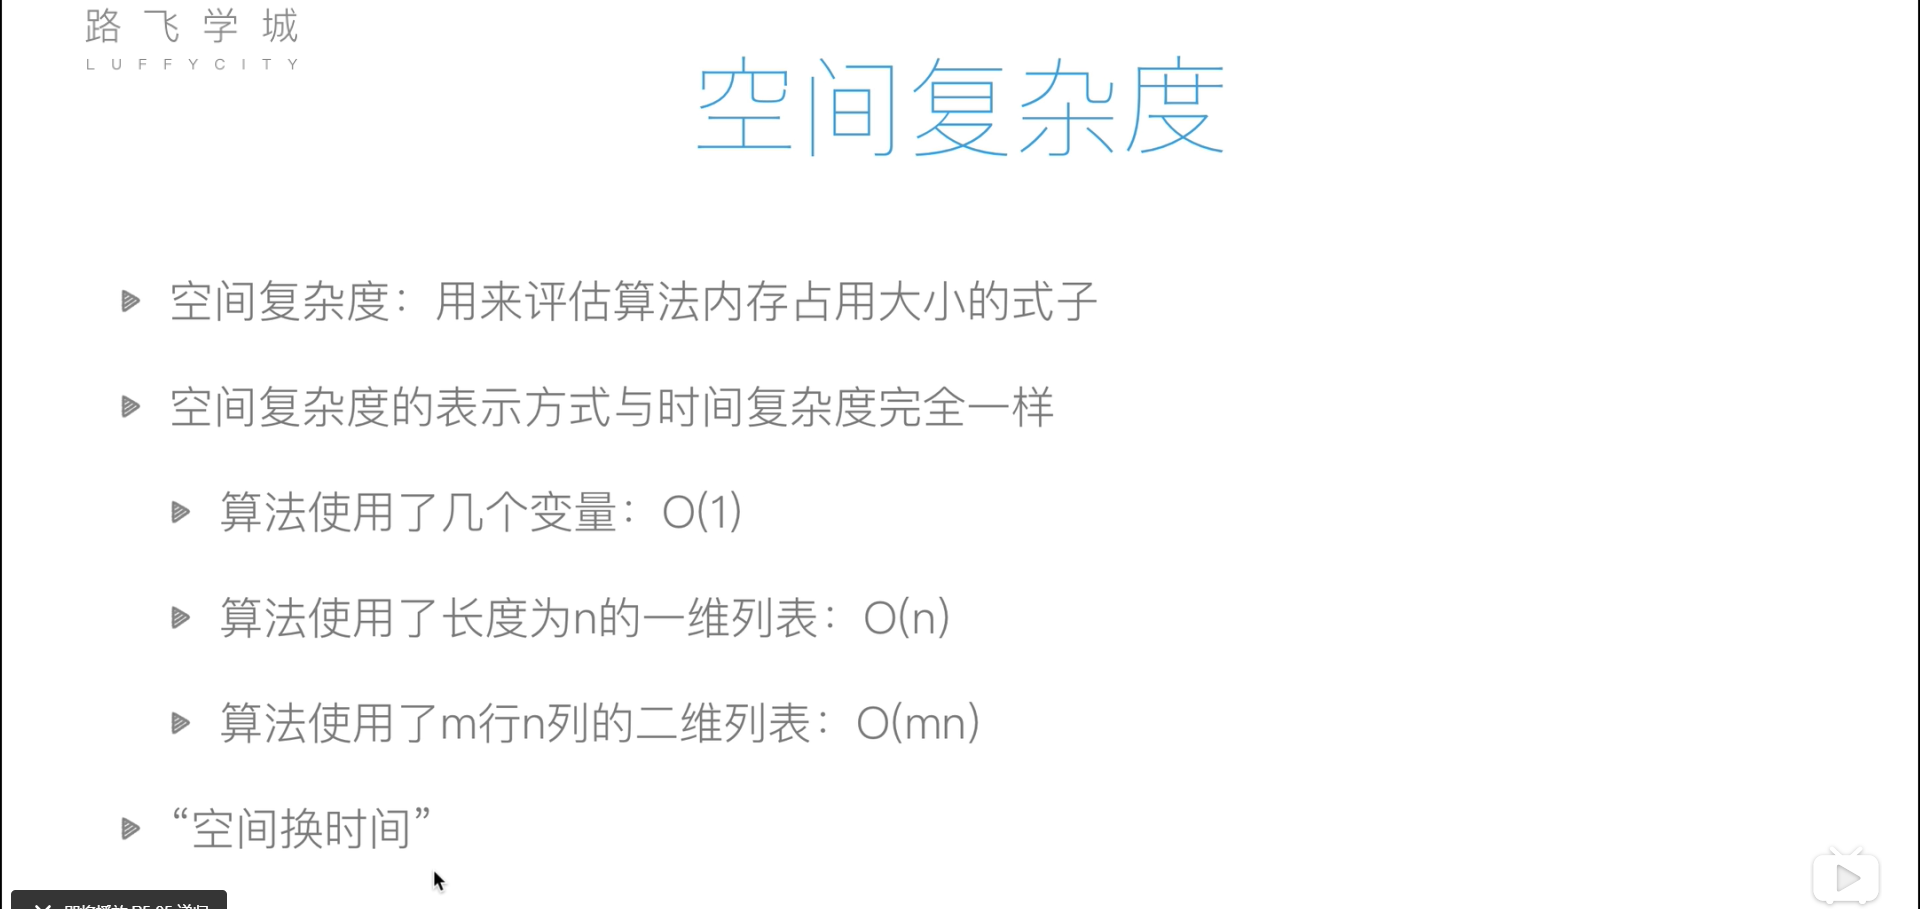 路飞学城
LUFFYCITY
空间复杂度
空间复杂度：用来评估算法内存占用大小的式子
空间复杂度的表示方式与时间复杂度完全一样
算法使用了几个变量：O(1)
算法使用了长度为n的一维列表：O(n)
算法使用了m行n列的二维列表：O(mn)
“空间换时间”